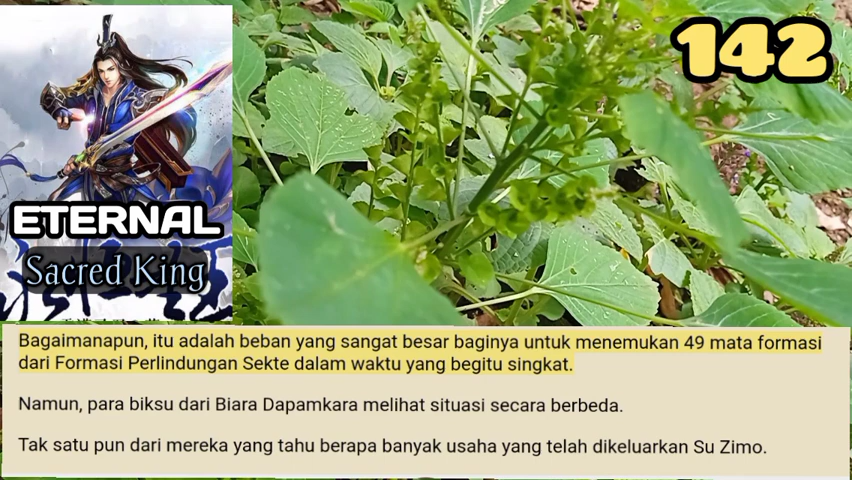 142
ETERNAL
Sacred King
Bagaimanapun, itu adalah beban yang sangat besar baginya untuk menemukan 49 mata formasi
dari Formasi Perlindungan Sekte dalam waktu yang begitu singkat.
Namun, para biksu dari Biara Dapamkara melihat situasi secara berbeda.
Tak satu pun dari mereka yang tahu berapa banyak usaha yang telah dikeluarkan Su Zimo.